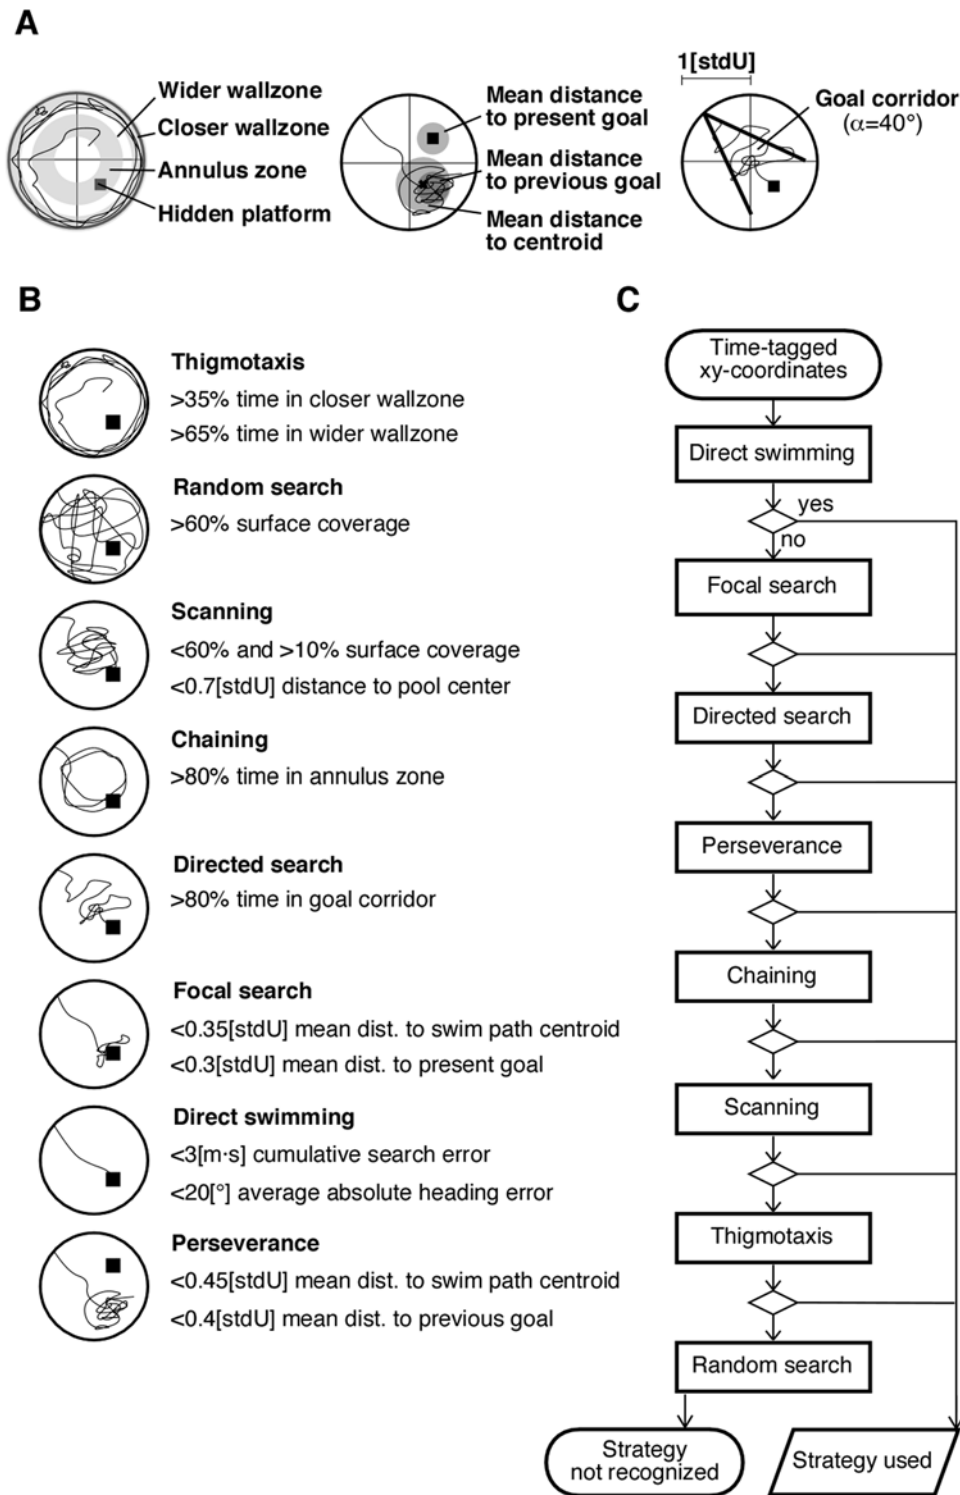 A
Wider wallzone
Closer wallzone
Annulus zone
Hidden platform
Mean distance
to present goal
Mean distance
to previous goal
Mean distance
to centroid
1[stdU]
Goal corridor
(α=40°)
B
Thigmotaxis
>35% time in closer wallzone
>65% time in wider wallzone
Random search
>60% surface coverage
Scanning
<60% and >10% surface coverage
<0.7[stdU] distance to pool center
Chaining
>80% time in annulus zone
Directed search
>80% time in goal corridor
Focal search
<0.35[stdU] mean dist. to swim path centroid
<0.3[stdU] mean dist. to present goal
Direct swimming
<3[m·s] cumulative search error
<20[°] average absolute heading error
Perseverance
<0.45[stdU] mean dist. to swim path centroid
<0.4[stdU] mean dist. to previous goal
C
Time-tagged
xy-coordinates
Direct swimming
yes
no
Focal search
Directed search
Perseverance
Chaining
Scanning
Thigmotaxis
Random search
Strategy
not recognized
Strategy used